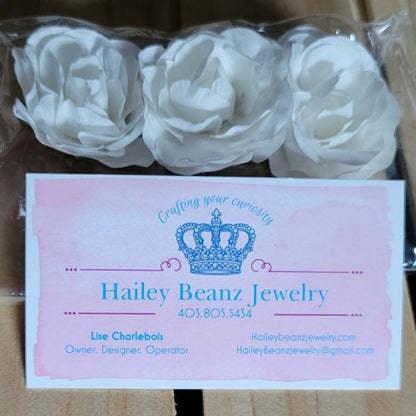 Crafting your curiosity
Hailey Beanz Jewelry
403.805.5434
Lise Charlebois
Owner, Designer, Operator
Haileybeanzjewelry.com
HaileyBeanzJewelry@gmail.com